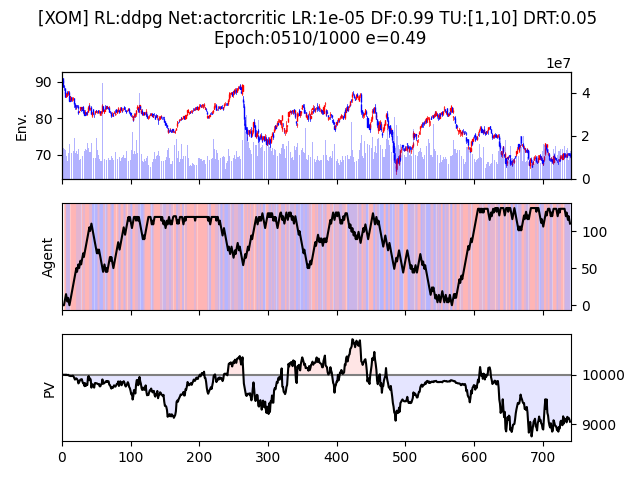 [XOM] RL:ddpg Net:actorcritic LR:1e-05 DF:0.99 TU:[1,10] DRT:0.05
Epoch:0510/1000 e=0.49
1e7
90
80
70
Env.
4
2
0
Agent
100
50
0
PV
10000
9000
0 100 200 300 400 500 600 700